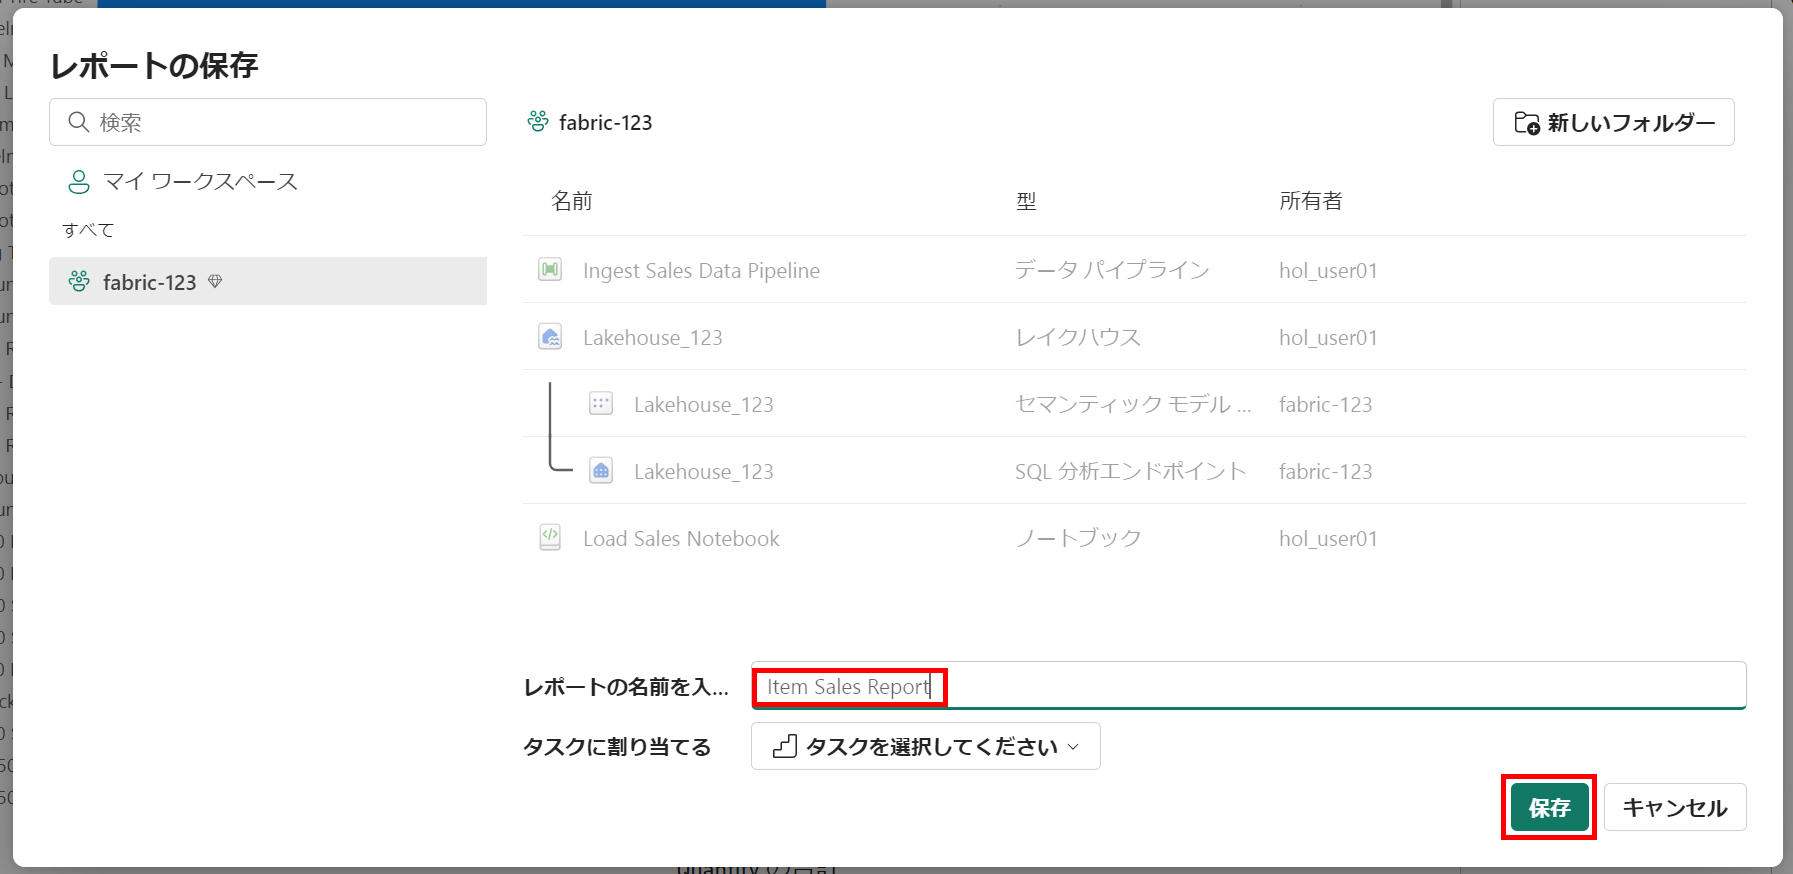 レポートの保存
検索
マイ ワークスペース
すべて
fabric-123
fabric-123
新しいフォルダー
名前 型 所有者
Ingest Sales Data Pipeline データ パイプライン hol_user01
Lakehouse_123 レイクハウス hol_user01
Lakehouse_123 セマンティック モデル ... fabric-123
Lakehouse_123 SQL 分析エンドポイント fabric-123
Load Sales Notebook ノートブック hol_user01
レポートの名前を入... Item Sales Report
タスクに割り当てる タスクを選択してください
保存 キャンセル